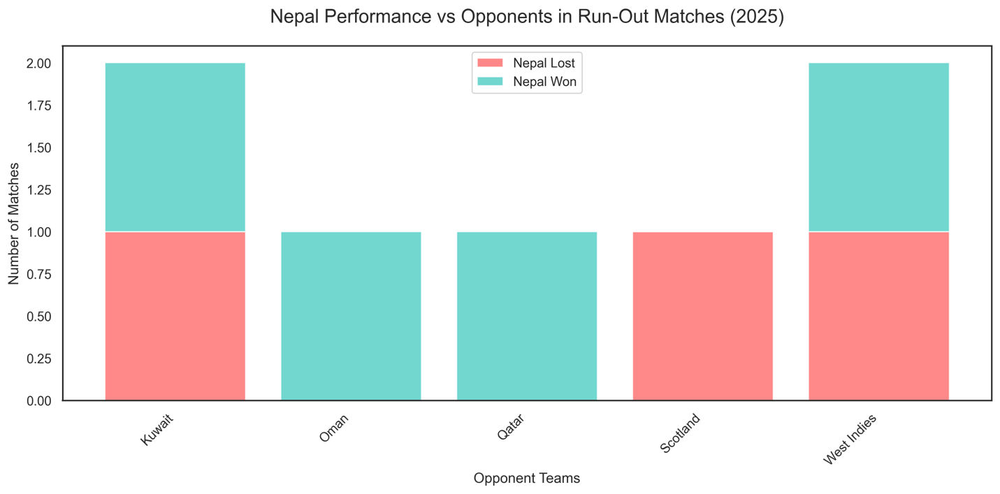 Nepal Performance vs Opponents in Run-Out Matches (2025)
Nepal Lost
Nepal Won
Number of Matches
2.00
1.75
1.50
1.25
1.00
0.75
0.50
0.25
0.00
Kuwait
Oman
Qatar
Scotland
West Indies
Opponent Teams